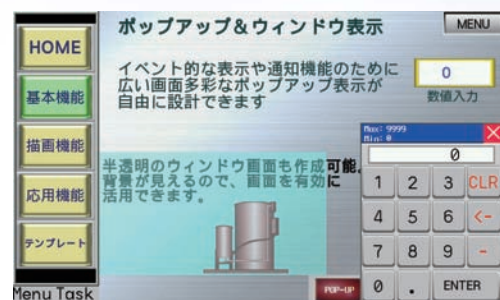 ポップアップ&ウィンドウ表示
MENU
HOME
基本機能
描画機能
応用機能
テンプレート
Menu Task
イベント的な表示や通知機能のために
広い画面多彩なポップアップ表示が
自由に設計できます
0
数値入力
半透明のウィンドウ画面も作成可能。
背景が見えるので、画面を有効に
活用できます。
POP-UP
Max: 9999
Min: 0
X
0
1 2 3 CLR
4 5 6 <-
7 8 9 -
0 . ENTER